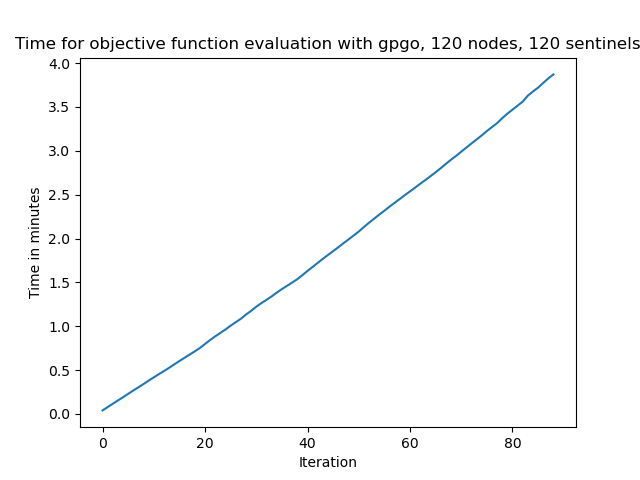 Time for objective function evaluation with gpgo, 120 nodes, 120 sentinels
4.0
3.5
3.0
2.5
2.0
1.5
1.0
0.5
0.0
Time in minutes
0 20 40 60 80
Iteration